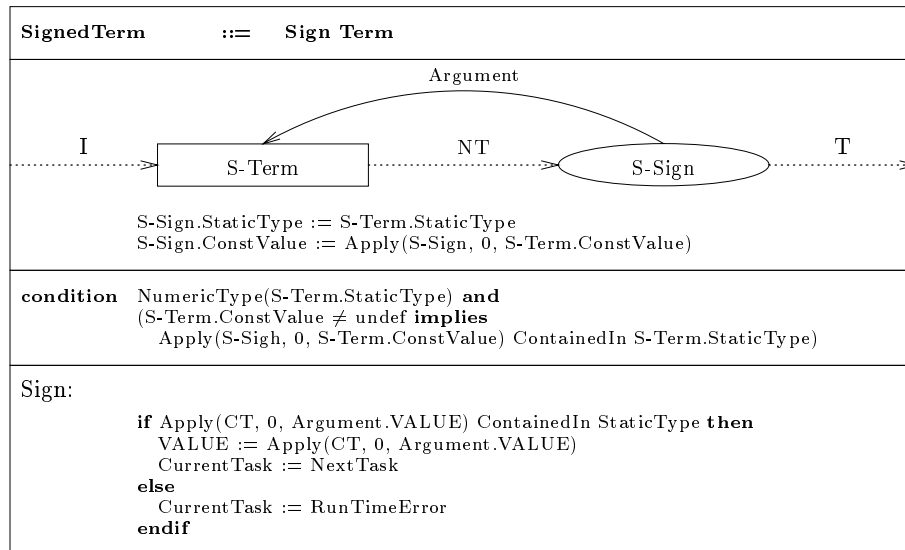 SignedTerm ::= Sign Term
Argument
I NT T
S-Term S-Sign
S-Sign.StaticType := S-Term.StaticType
S-Sign.ConstValue := Apply(S-Sign, 0, S-Term.ConstValue)
condition NumericType(S-Term.StaticType) and
(S-Term.ConstValue ≠ undef implies
Apply(S-Sigh, 0, S-Term.ConstValue) ContainedIn S-Term.StaticType)
Sign:
if Apply(CT, 0, Argument.VALUE) ContainedIn StaticType then
VALUE := Apply(CT, 0, Argument.VALUE)
CurrentTask := NextTask
else
CurrentTask := RunTimeError
endif